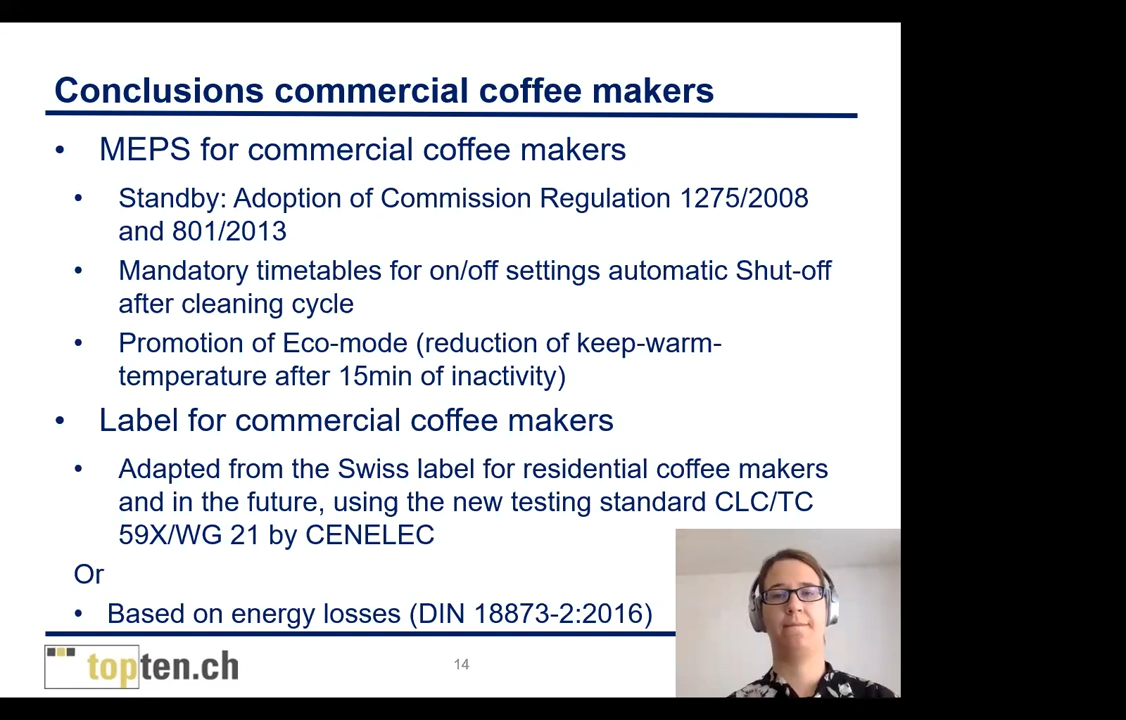 Conclusions commercial coffee makers
• MEPS for commercial coffee makers
• Standby: Adoption of Commission Regulation 1275/2008
and 801/2013
• Mandatory timetables for on/off settings automatic Shut-off
after cleaning cycle
• Promotion of Eco-mode (reduction of keep-warm-
temperature after 15min of inactivity)
• Label for commercial coffee makers
• Adapted from the Swiss label for residential coffee makers
and in the future, using the new testing standard CLC/TC
59X/WG 21 by CENELEC
Or
• Based on energy losses (DIN 18873-2:2016)
topten.ch
14